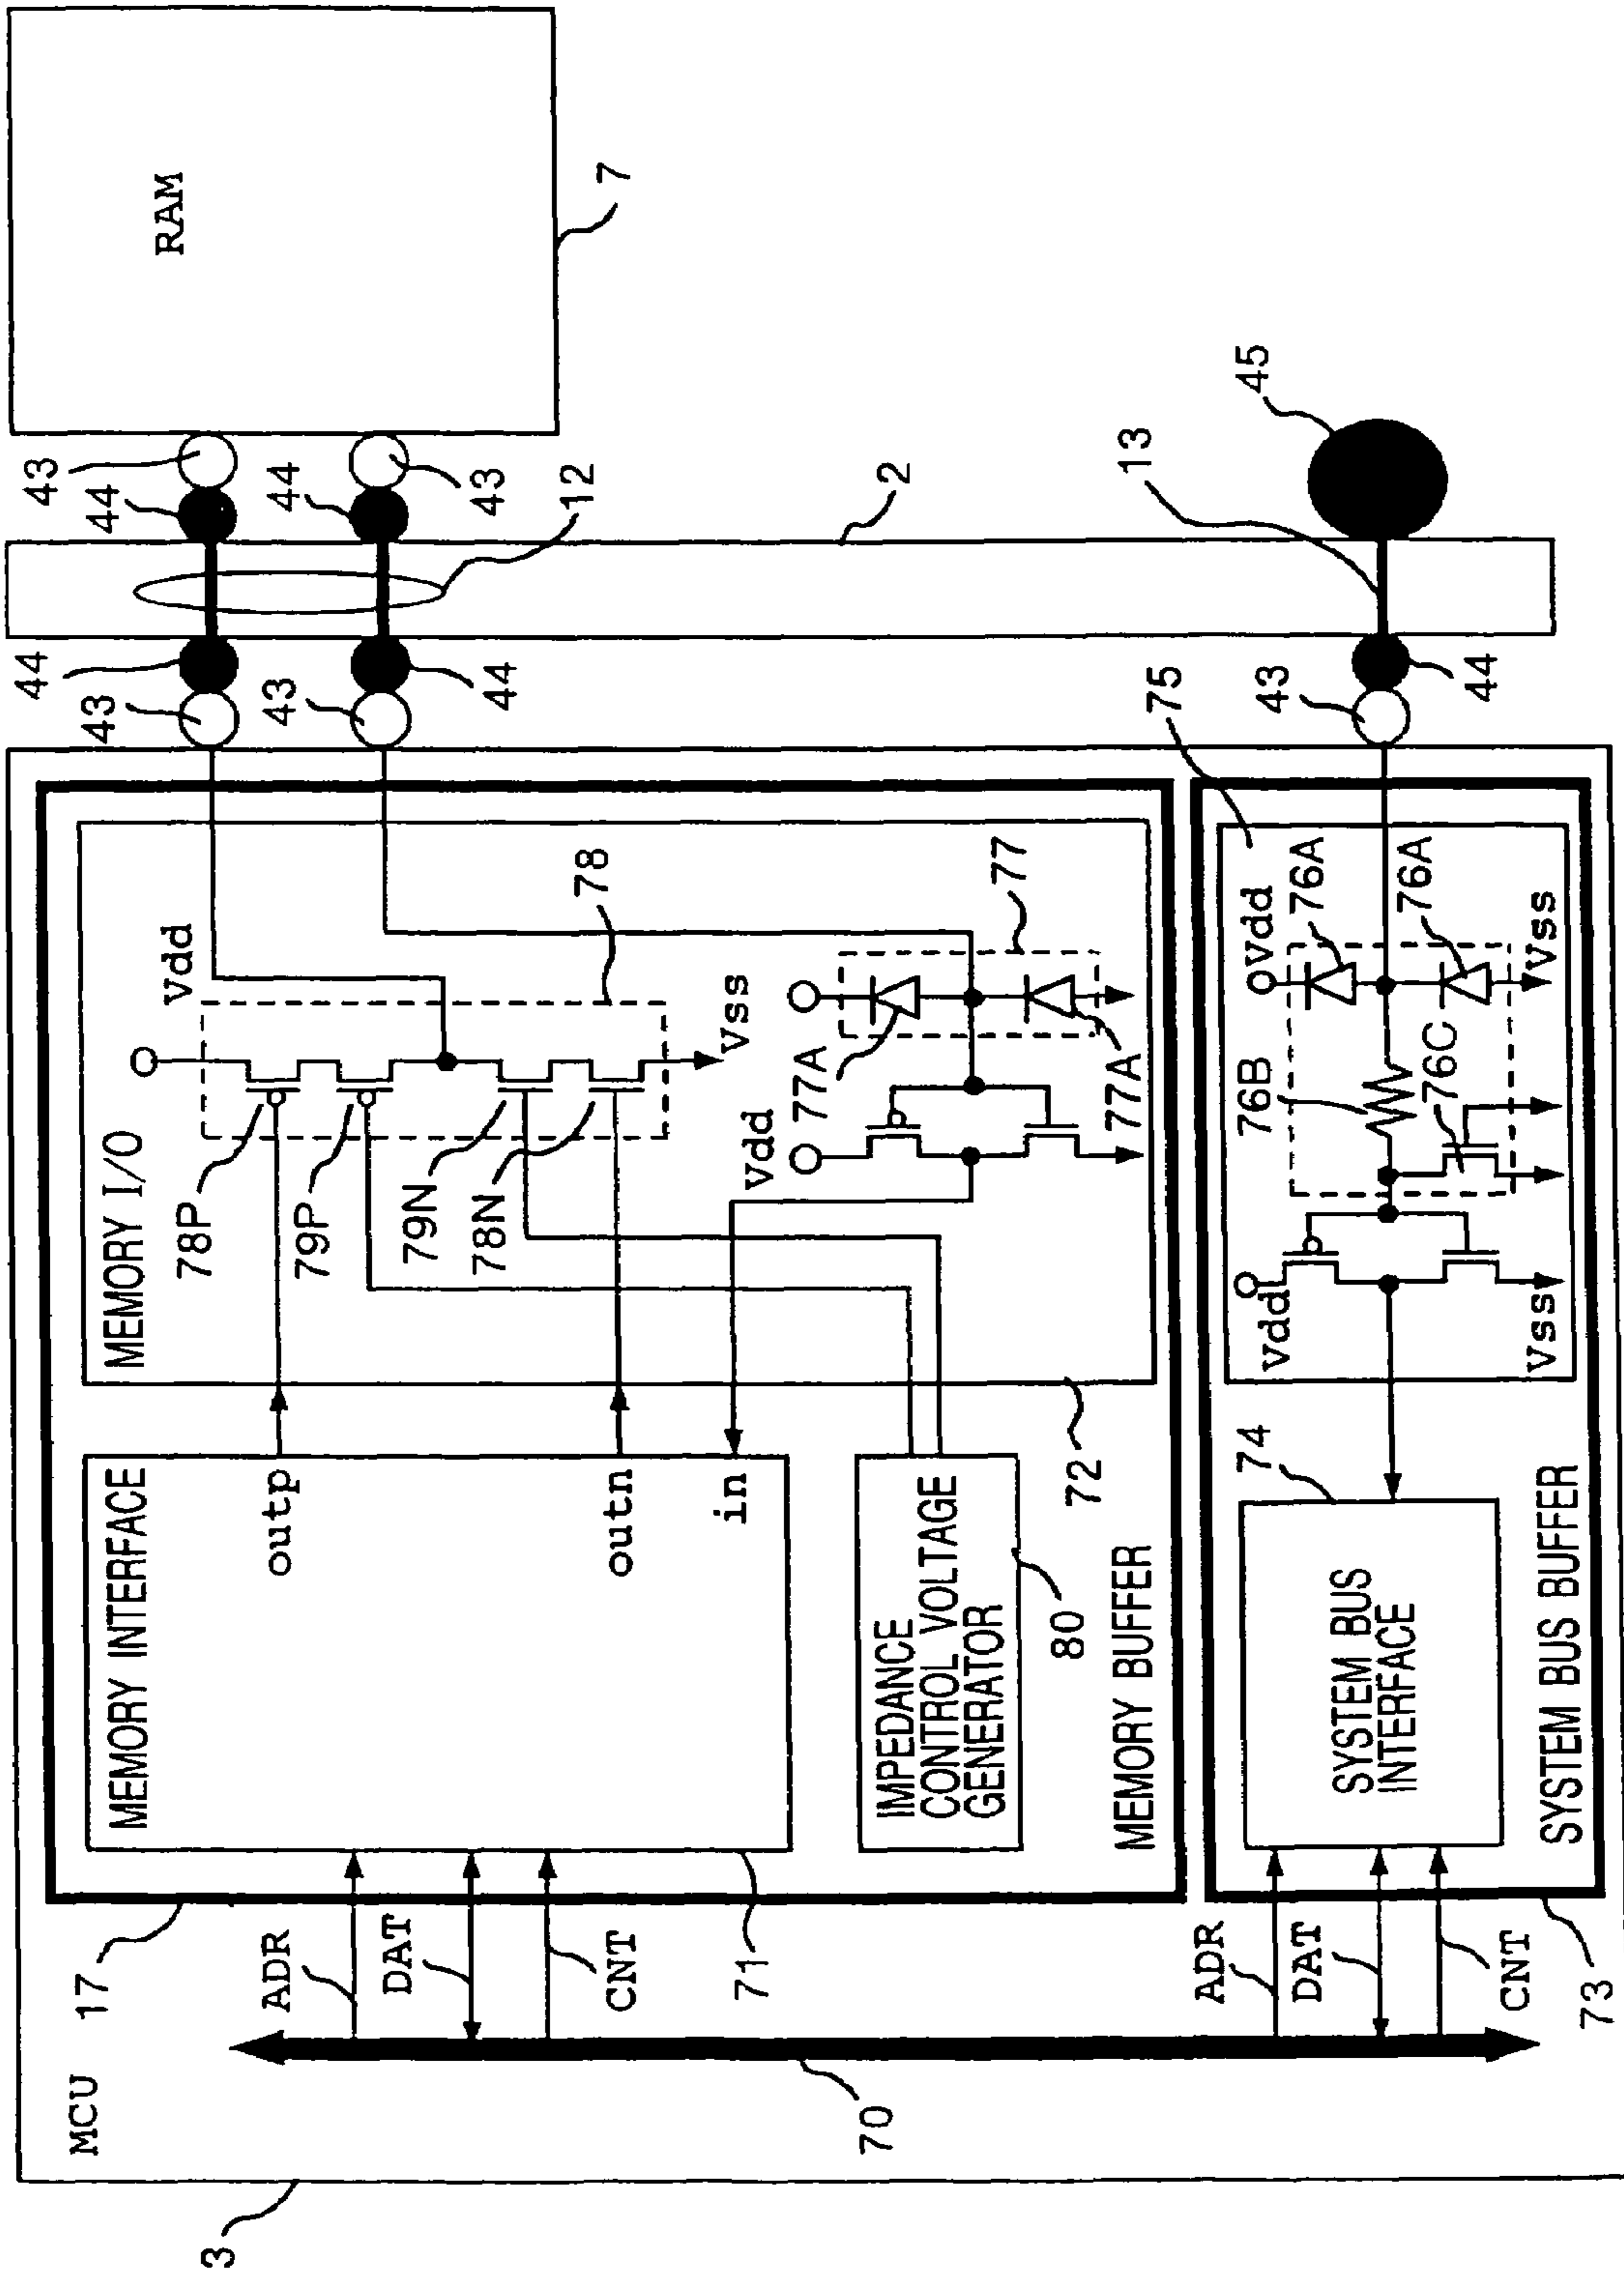 MCU
3
17
70
ADR
DAT
CNT
71
MEMORY INTERFACE
outp
outn
in
IMPEDANCE
CONTROL VOLTAGE
GENERATOR
80
MEMORY BUFFER
MEMORY I/O
72
78P
79P
79N
78N
vdd
78
Vss
Vdd
77A
77A
77
43
44
43
44
44
43
44
43
12
2
RAM
7
ADR
DAT
CNT
73
SYSTEM BUS
INTERFACE
74
SYSTEM BUS BUFFER
vdd
Vss
76B
76C
vdd
76A
76A
Vss
75
43
44
13
45